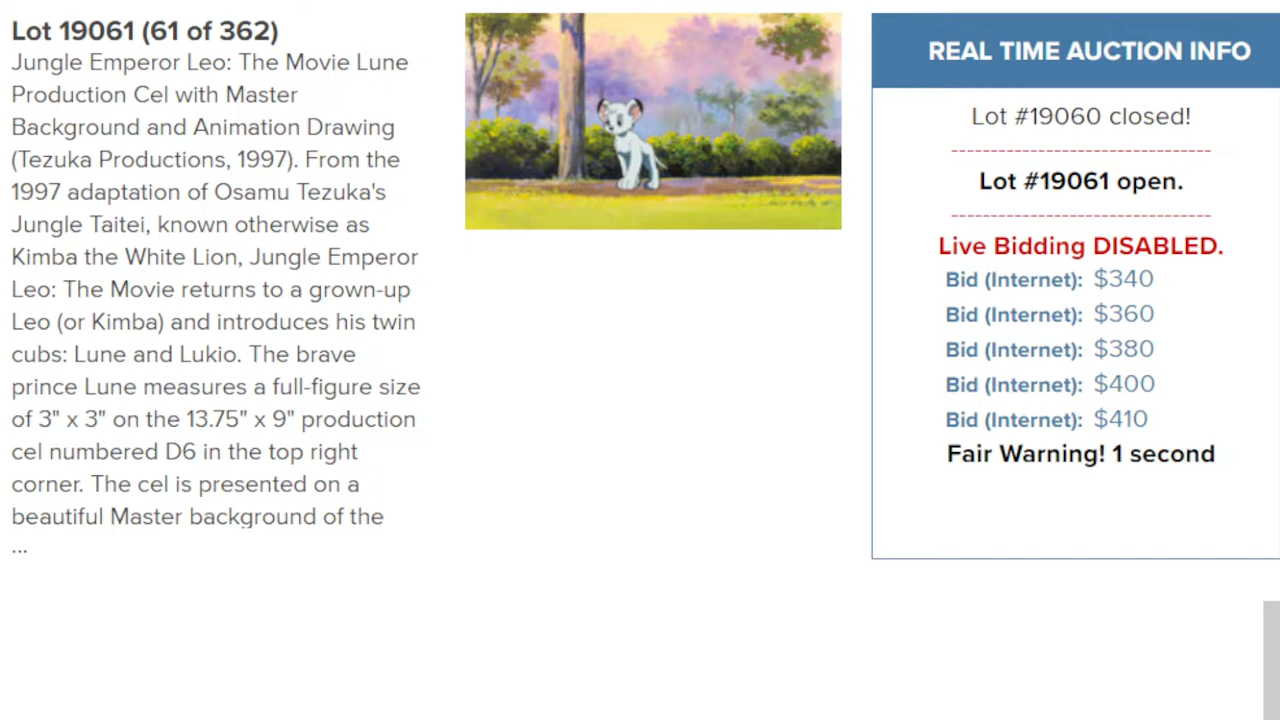 Lot 19061 (61 of 362)
Jungle Emperor Leo: The Movie Lune
Production Cel with Master
Background and Animation Drawing
(Tezuka Productions, 1997). From the
1997 adaptation of Osamu Tezuka's
Jungle Taitei, known otherwise as
Kimba the White Lion, Jungle Emperor
Leo: The Movie returns to a grown-up
Leo (or Kimba) and introduces his twin
cubs: Lune and Lukio. The brave
prince Lune measures a full-figure size
of 3" x 3" on the 13.75" x 9" production
cel numbered D6 in the top right
corner. The cel is presented on a
beautiful Master background of the
...
REAL TIME AUCTION INFO
Lot #19060 closed!
--------------------------------
Lot #19061 open.
--------------------------------
Live Bidding DISABLED.
Bid (Internet): $340
Bid (Internet): $360
Bid (Internet): $380
Bid (Internet): $400
Bid (Internet): $410
Fair Warning! 1 second